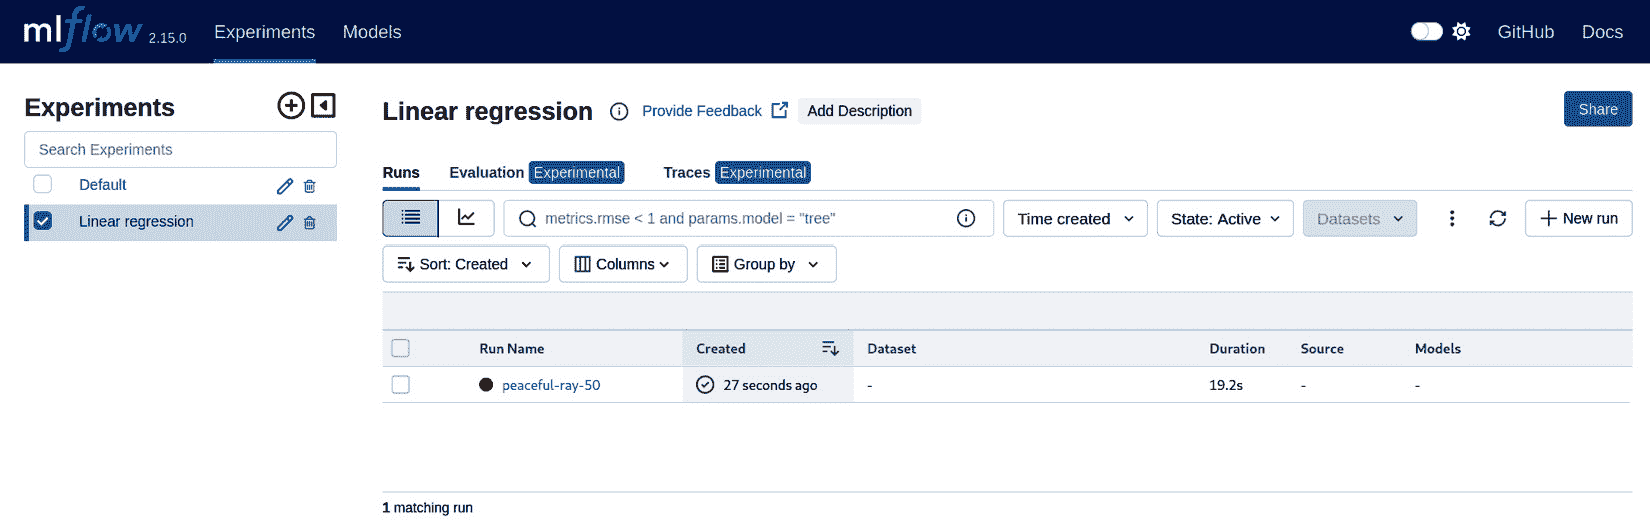 mlflow 2.15.0 Experiments Models GitHub Docs
Experiments
Search Experiments
Default
Linear regression
Linear regression Provide Feedback Add Description Share
Runs Evaluation Experimental Traces Experimental
metrics.rmse < 1 and params.model = "tree" Time created State: Active Datasets New run
Sort: Created Columns Group by
Run Name Created Dataset Duration Source Models
peaceful-ray-50 27 seconds ago - 19.2s - -
1 matching run